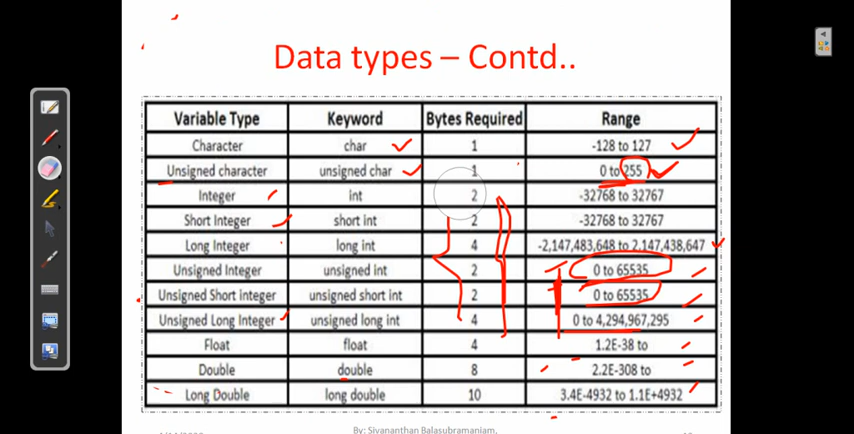 Data types – Contd..
Variable Type Keyword Bytes Required Range
Character char 1 -128 to 127
Unsigned character unsigned char 1 0 to 255
Integer int 2 -32768 to 32767
Short Integer short int 2 -32768 to 32767
Long Integer long int 4 -2,147,483,648 to 2,147,438,647
Unsigned Integer unsigned int 2 0 to 65535
Unsigned Short integer unsigned short int 2 0 to 65535
Unsigned Long Integer unsigned long int 4 0 to 4,294,967,295
Float float 4 1.2E-38 to
Double double 8 2.2E-308 to
Long Double long double 10 3.4E-4932 to 1.1E+4932
By: Sivananthan Balasubramaniam,